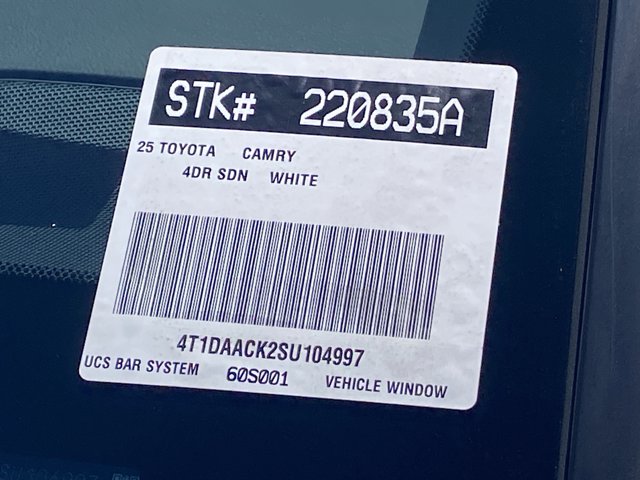 STK# 220835A
25 TOYOTA CAMRY
4DR SDN WHITE
4T1DAACK2SU104997
UCS BAR SYSTEM 60S001 VEHICLE WINDOW